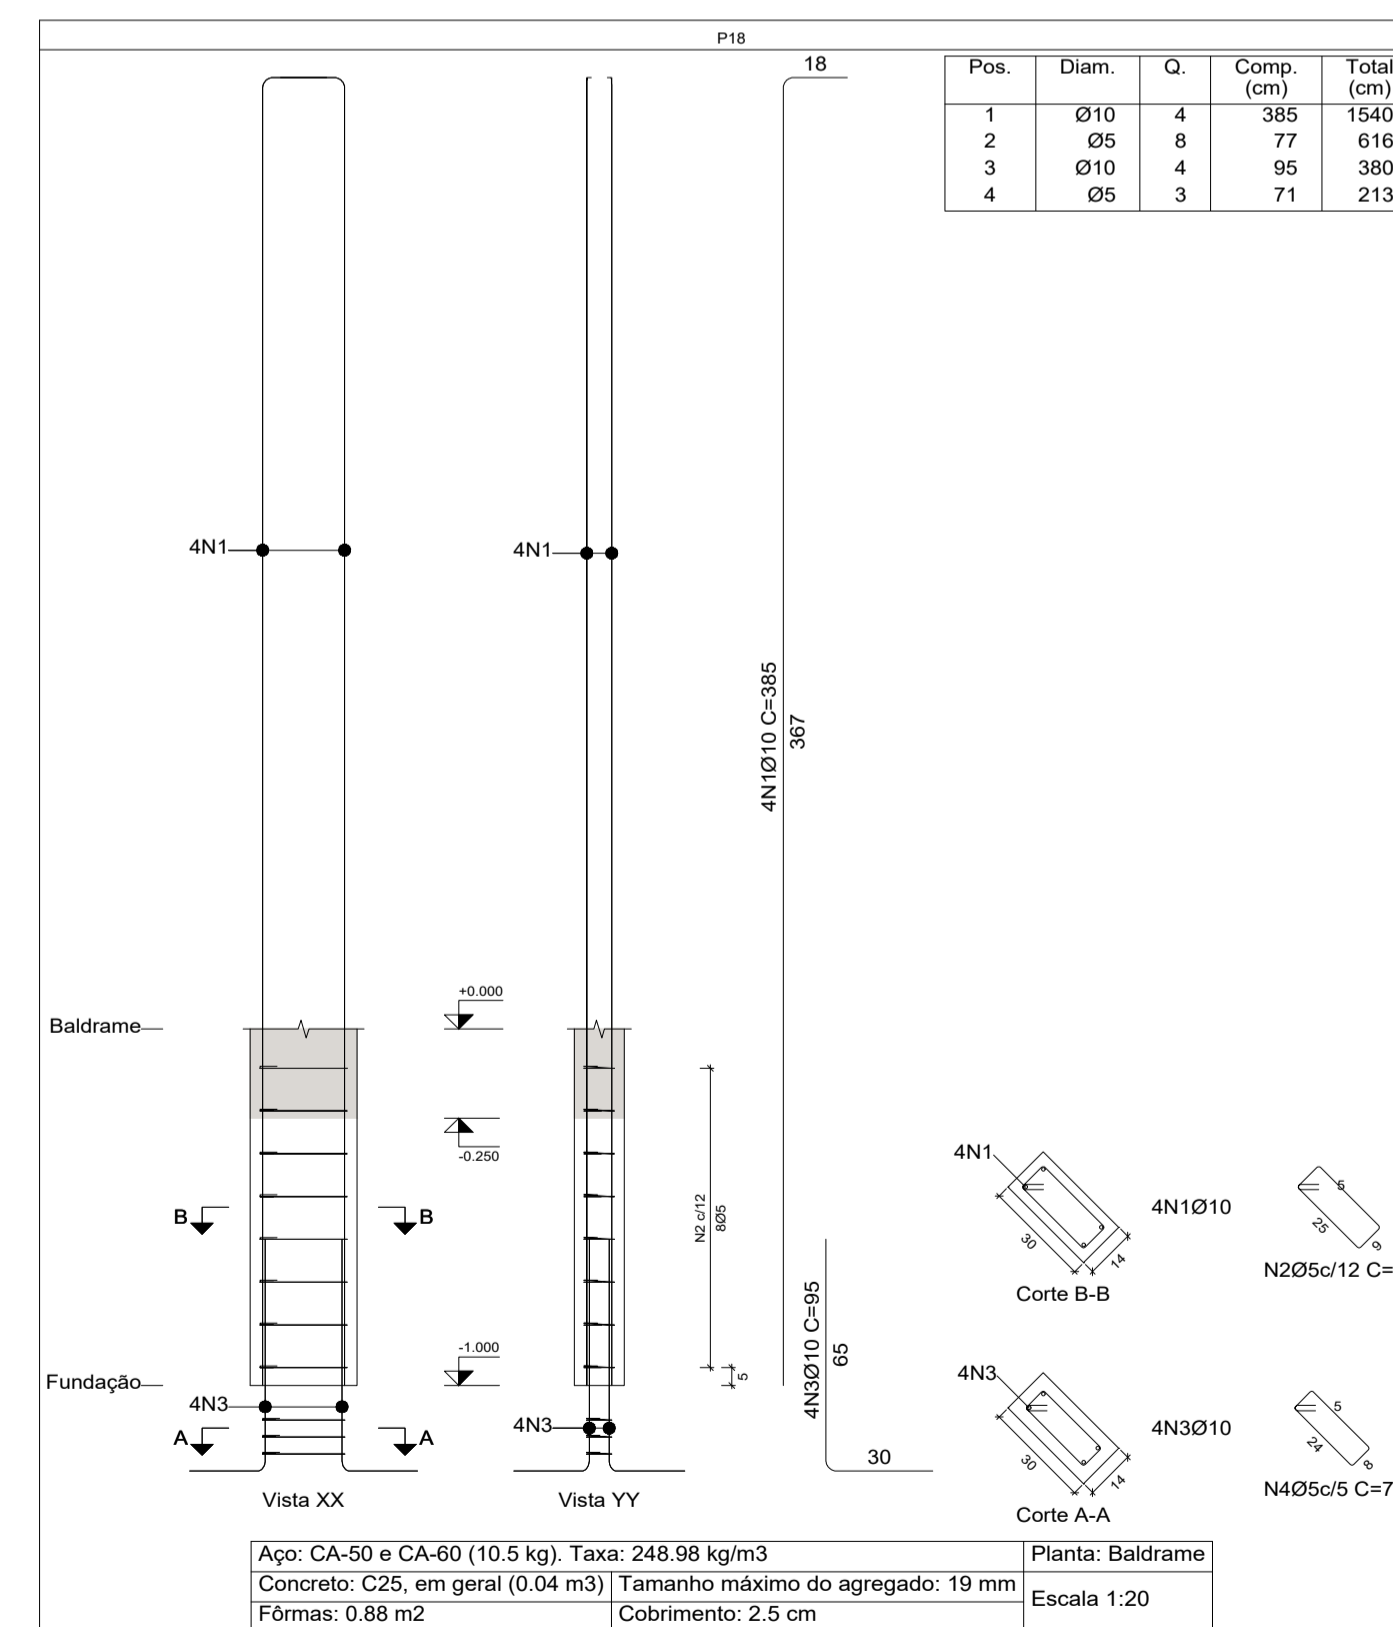 P18
18
Pos. Diam. Q. Comp. (cm) Total (cm)
1 Ø10 4 385 1540
2 Ø5 8 77 616
3 Ø10 4 95 380
4 Ø5 3 71 213
4N1
4N1
4N1Ø10 C=385
367
+0.000
Baldrame
-0.250
B B
N2 c/12
8Ø5
4N1
30
14
4N1Ø10
Corte B-B
5
25
9
N2Ø5c/12 C=
-1.000
Fundação
5
4N3Ø10 C=95
65
30
4N3
4N3
A A
4N3
30
14
4N3Ø10
Corte A-A
5
24
8
N4Ø5c/5 C=7
Vista XX
Vista YY
Aço: CA-50 e CA-60 (10.5 kg). Taxa: 248.98 kg/m3
Planta: Baldrame
Concreto: C25, em geral (0.04 m3)
Tamanho máximo do agregado: 19 mm
Escala 1:20
Fôrmas: 0.88 m2
Cobrimento: 2.5 cm